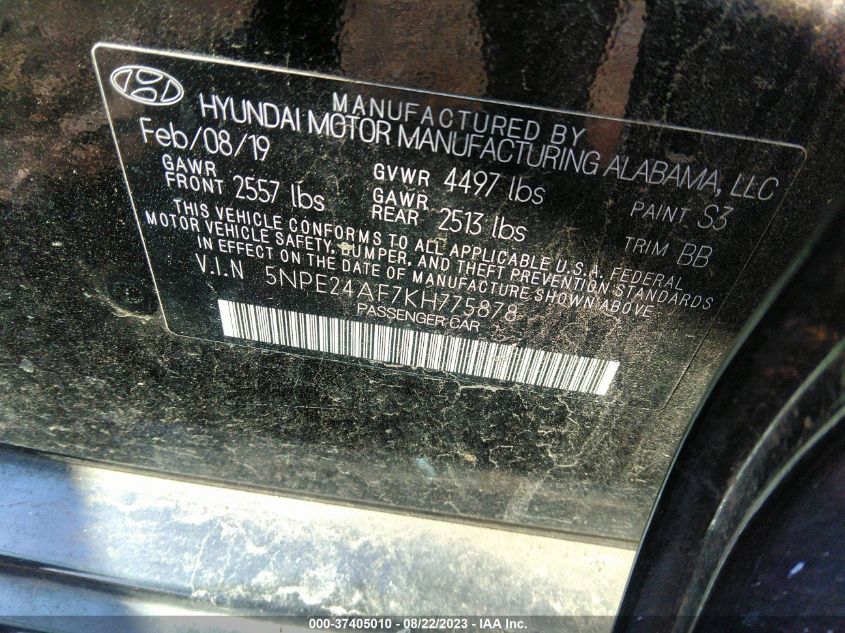 MANUFACTURED BY
HYUNDAI MOTOR MANUFACTURING ALABAMA, LLC
Feb/08/19
GAWR FRONT 2557 lbs
GVWR 4497 lbs
GAWR REAR 2513 lbs
PAINT S3
TRIM BB
THIS VEHICLE CONFORMS TO ALL APPLICABLE U.S.A. FEDERAL
MOTOR VEHICLE SAFETY, BUMPER, AND THEFT PREVENTION STANDARDS
IN EFFECT ON THE DATE OF MANUFACTURE SHOWN ABOVE
V.I.N 5NPE24AF7KH775878
PASSENGER CAR
000-37405010 - 08/22/2023 - IAA Inc.